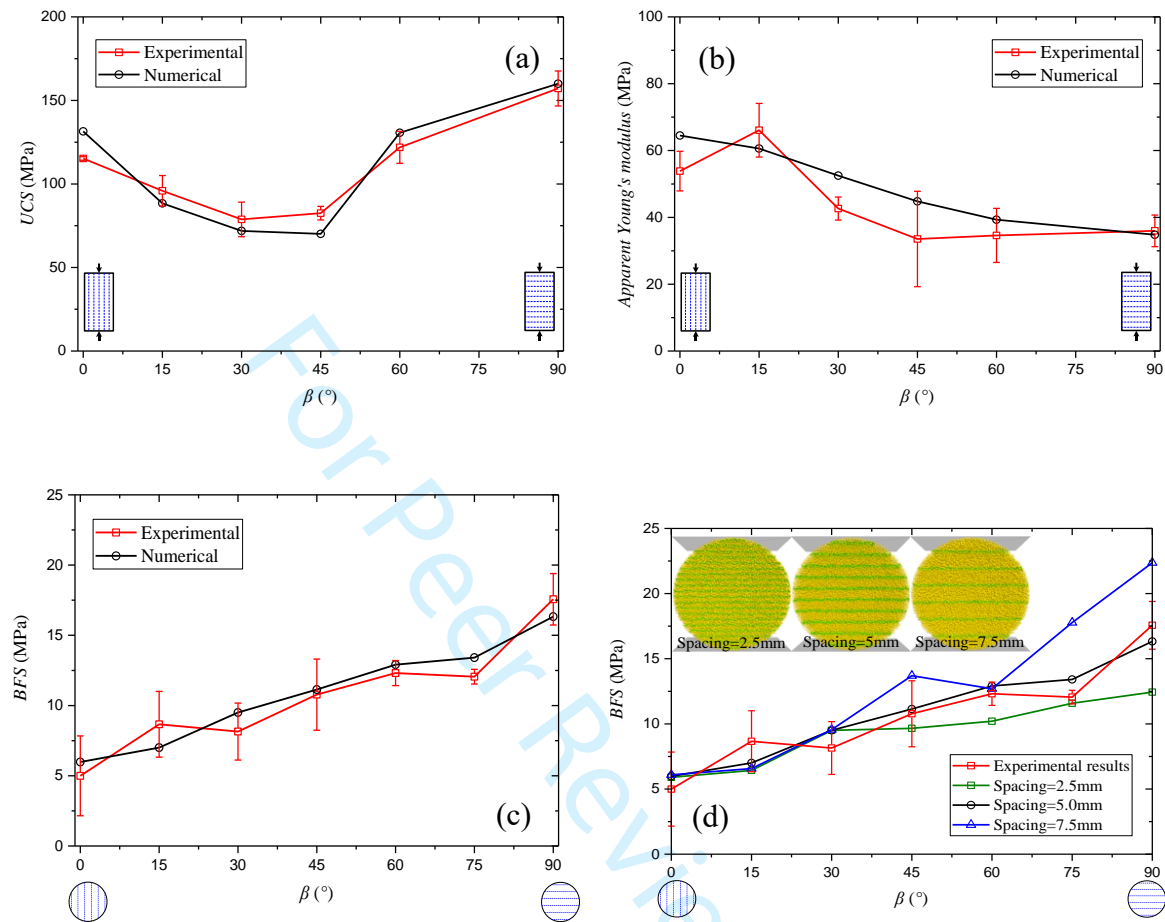 200
150
100
50
0
UCS (MPa)
Experimental
Numerical
(a)
0 15 30 45 60 75 90
β (°)
100
80
60
40
20
0
Apparent Young's modulus (MPa)
(b)
Experimental
Numerical
0 15 30 45 60 75 90
β (°)
25
20
15
10
5
0
BFS (MPa)
Experimental
Numerical
(c)
0 15 30 45 60 75 90
β (°)
25
20
15
10
5
0
BFS (MPa)
Spacing=2.5mm Spacing=5mm Spacing=7.5mm
Experimental results
Spacing=2.5mm
Spacing=5.0mm
Spacing=7.5mm
(d)
0 15 30 45 60 75 90
β (°)
For Peer Revie